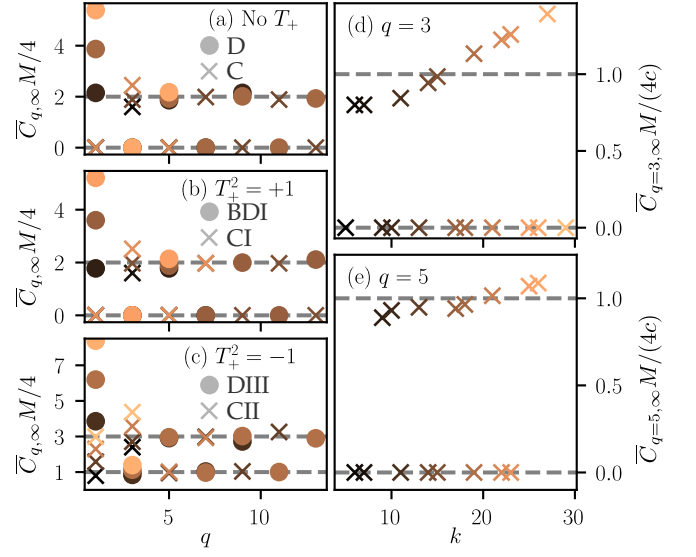 (a) No T₊
D
C
C̅_{q,∞}M/4
4
2
0
(b) T₊² = +1
BDI
CI
C̅_{q,∞}M/4
4
2
0
(c) T₊² = −1
DIII
CII
C̅_{q,∞}M/4
7
5
3
1
5
10
q
(d) q = 3
1.0
0.5
0.0
C̅_{q=3,∞}M/(4c)
(e) q = 5
1.0
0.5
0.0
C̅_{q=5,∞}M/(4c)
10
20
30
k